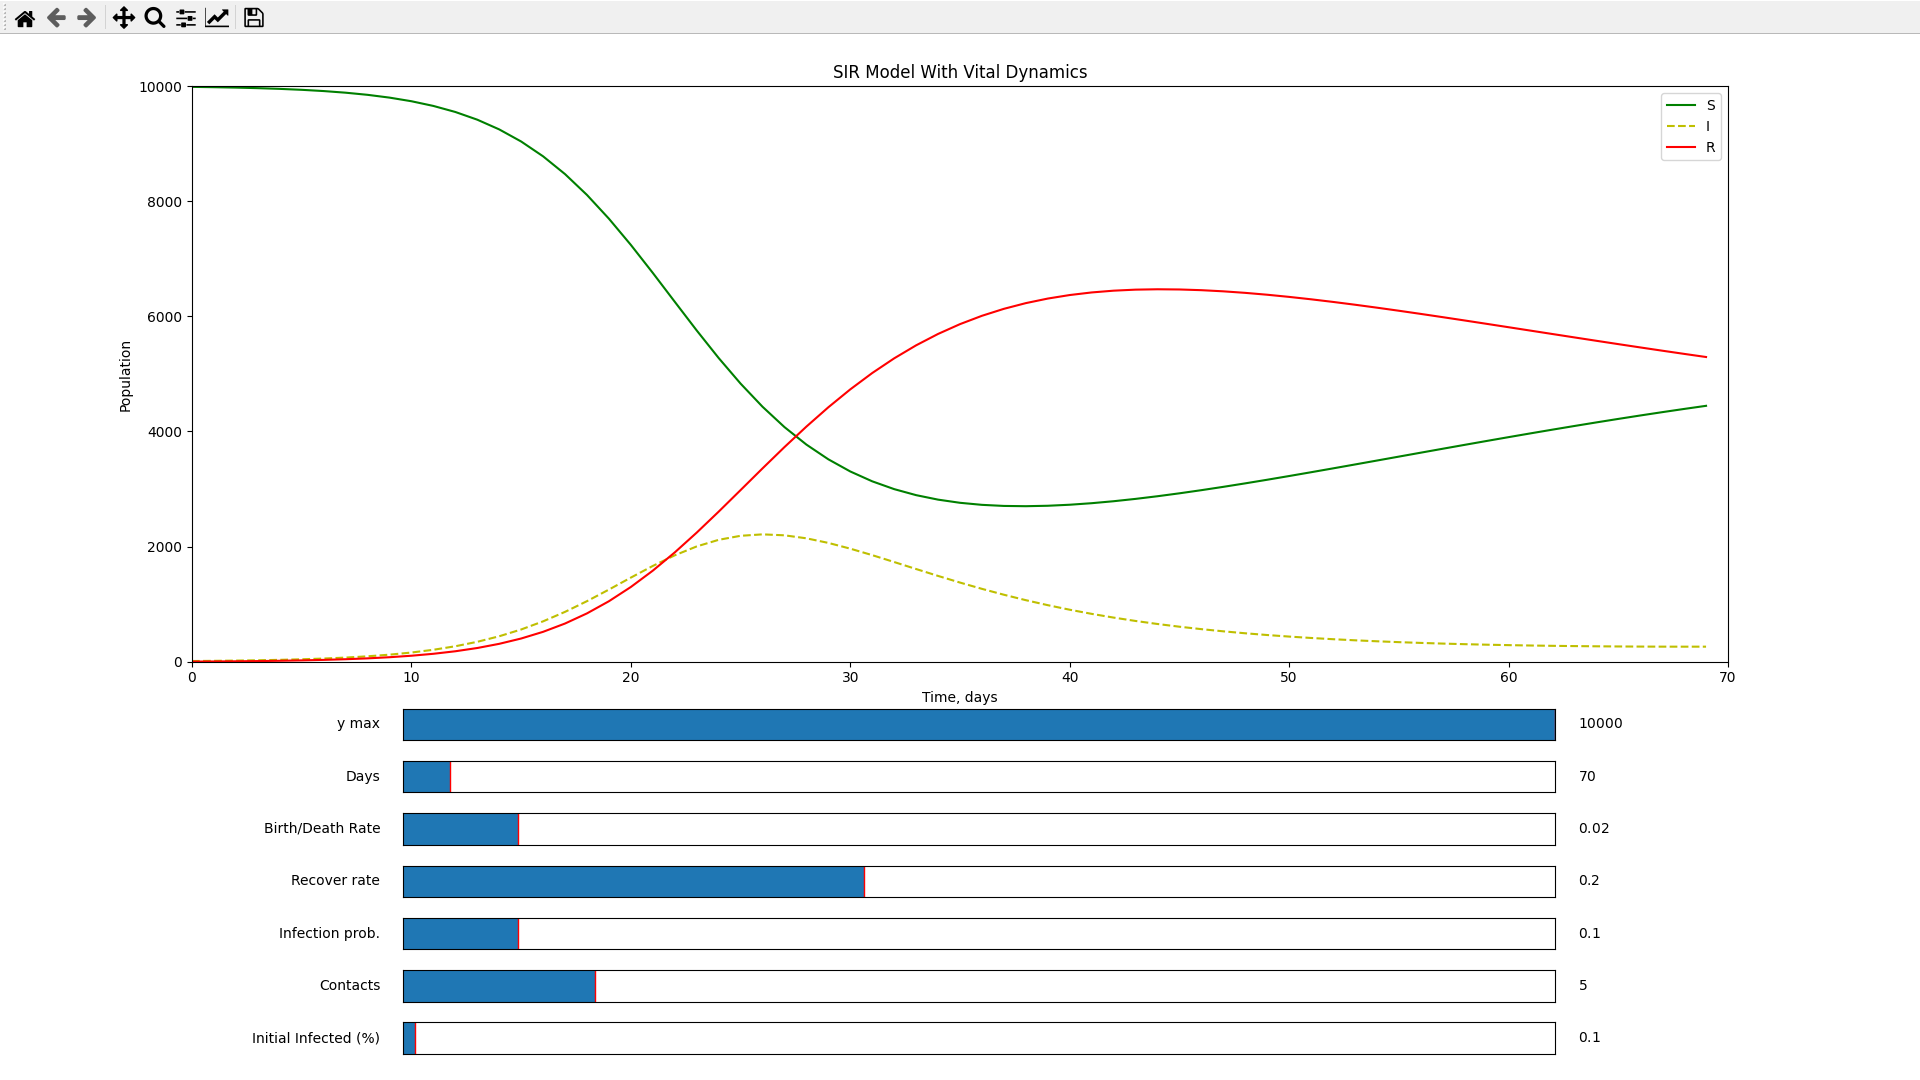 SIR Model With Vital Dynamics
10000
8000
6000
4000
2000
0
Population
S
I
R
0 10 20 30 40 50 60 70
Time, days
y max 10000
Days 70
Birth/Death Rate 0.02
Recover rate 0.2
Infection prob. 0.1
Contacts 5
Initial Infected (%) 0.1